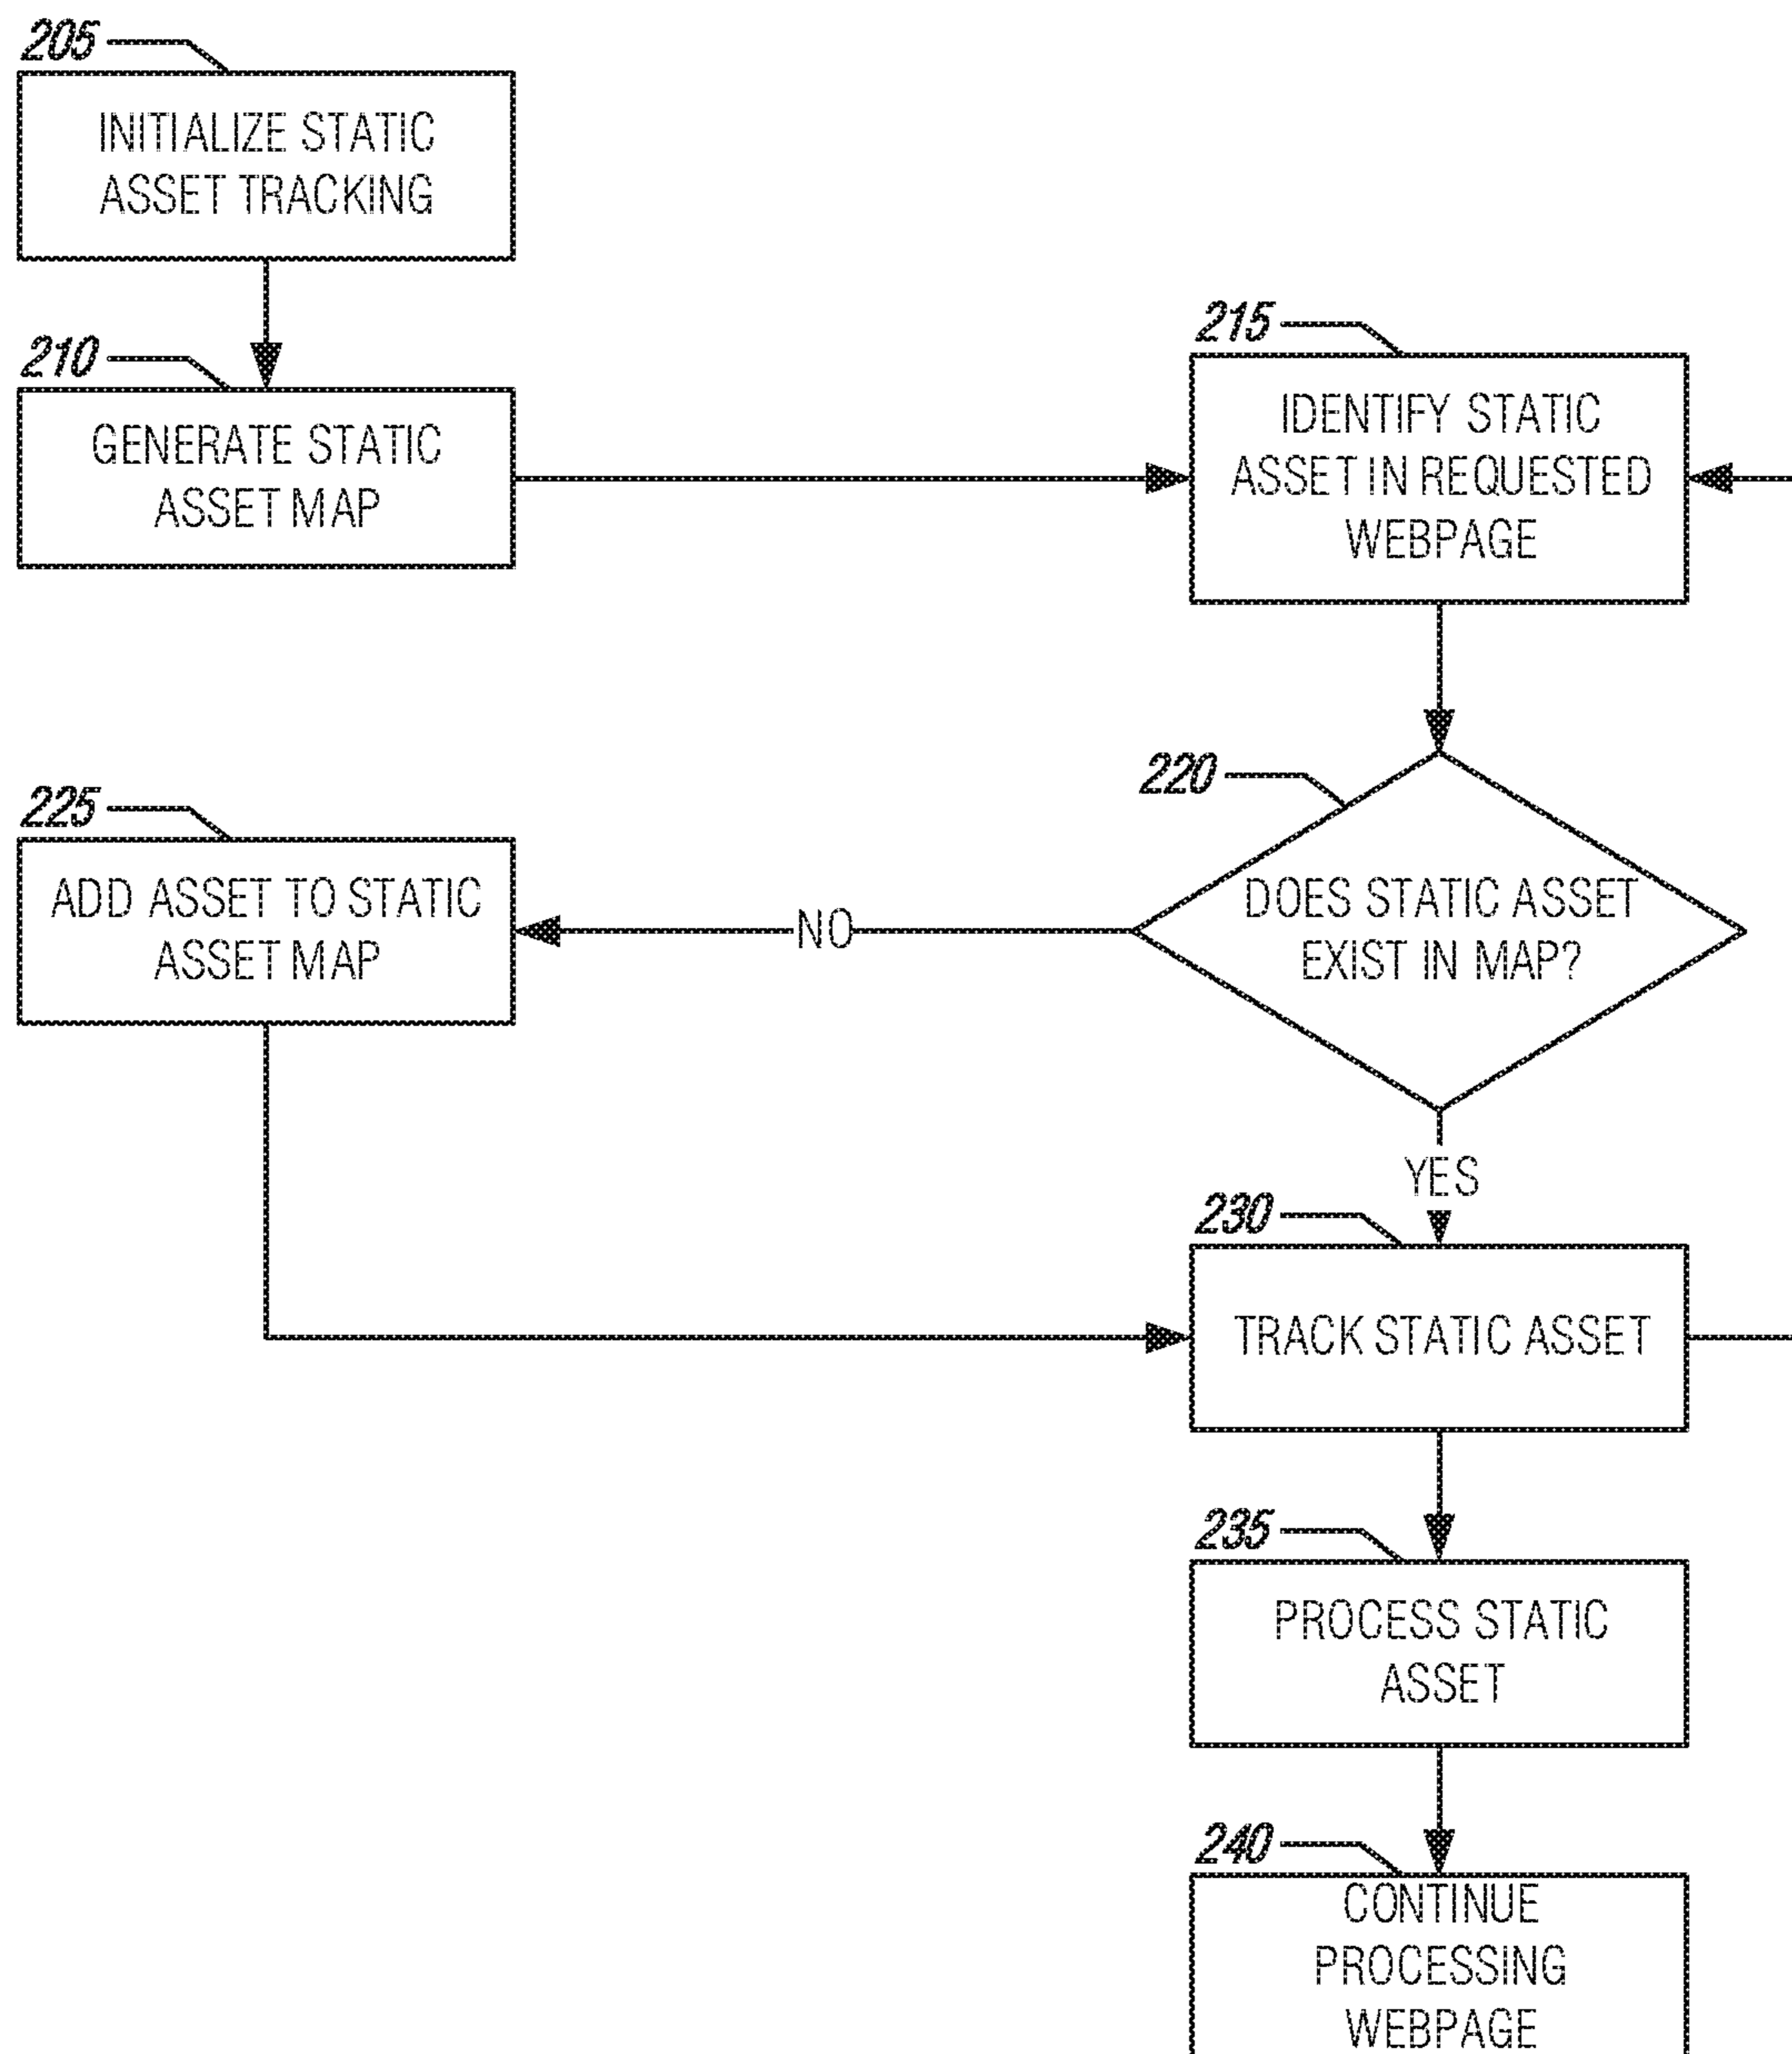 205
INITIALIZE STATIC
ASSET TRACKING
210
GENERATE STATIC
ASSET MAP
215
IDENTIFY STATIC
ASSET IN REQUESTED
WEBPAGE
220
DOES STATIC ASSET
EXIST IN MAP?
NO
225
ADD ASSET TO STATIC
ASSET MAP
YES
230
TRACK STATIC ASSET
235
PROCESS STATIC
ASSET
240
CONTINUE
PROCESSING
WEBPAGE